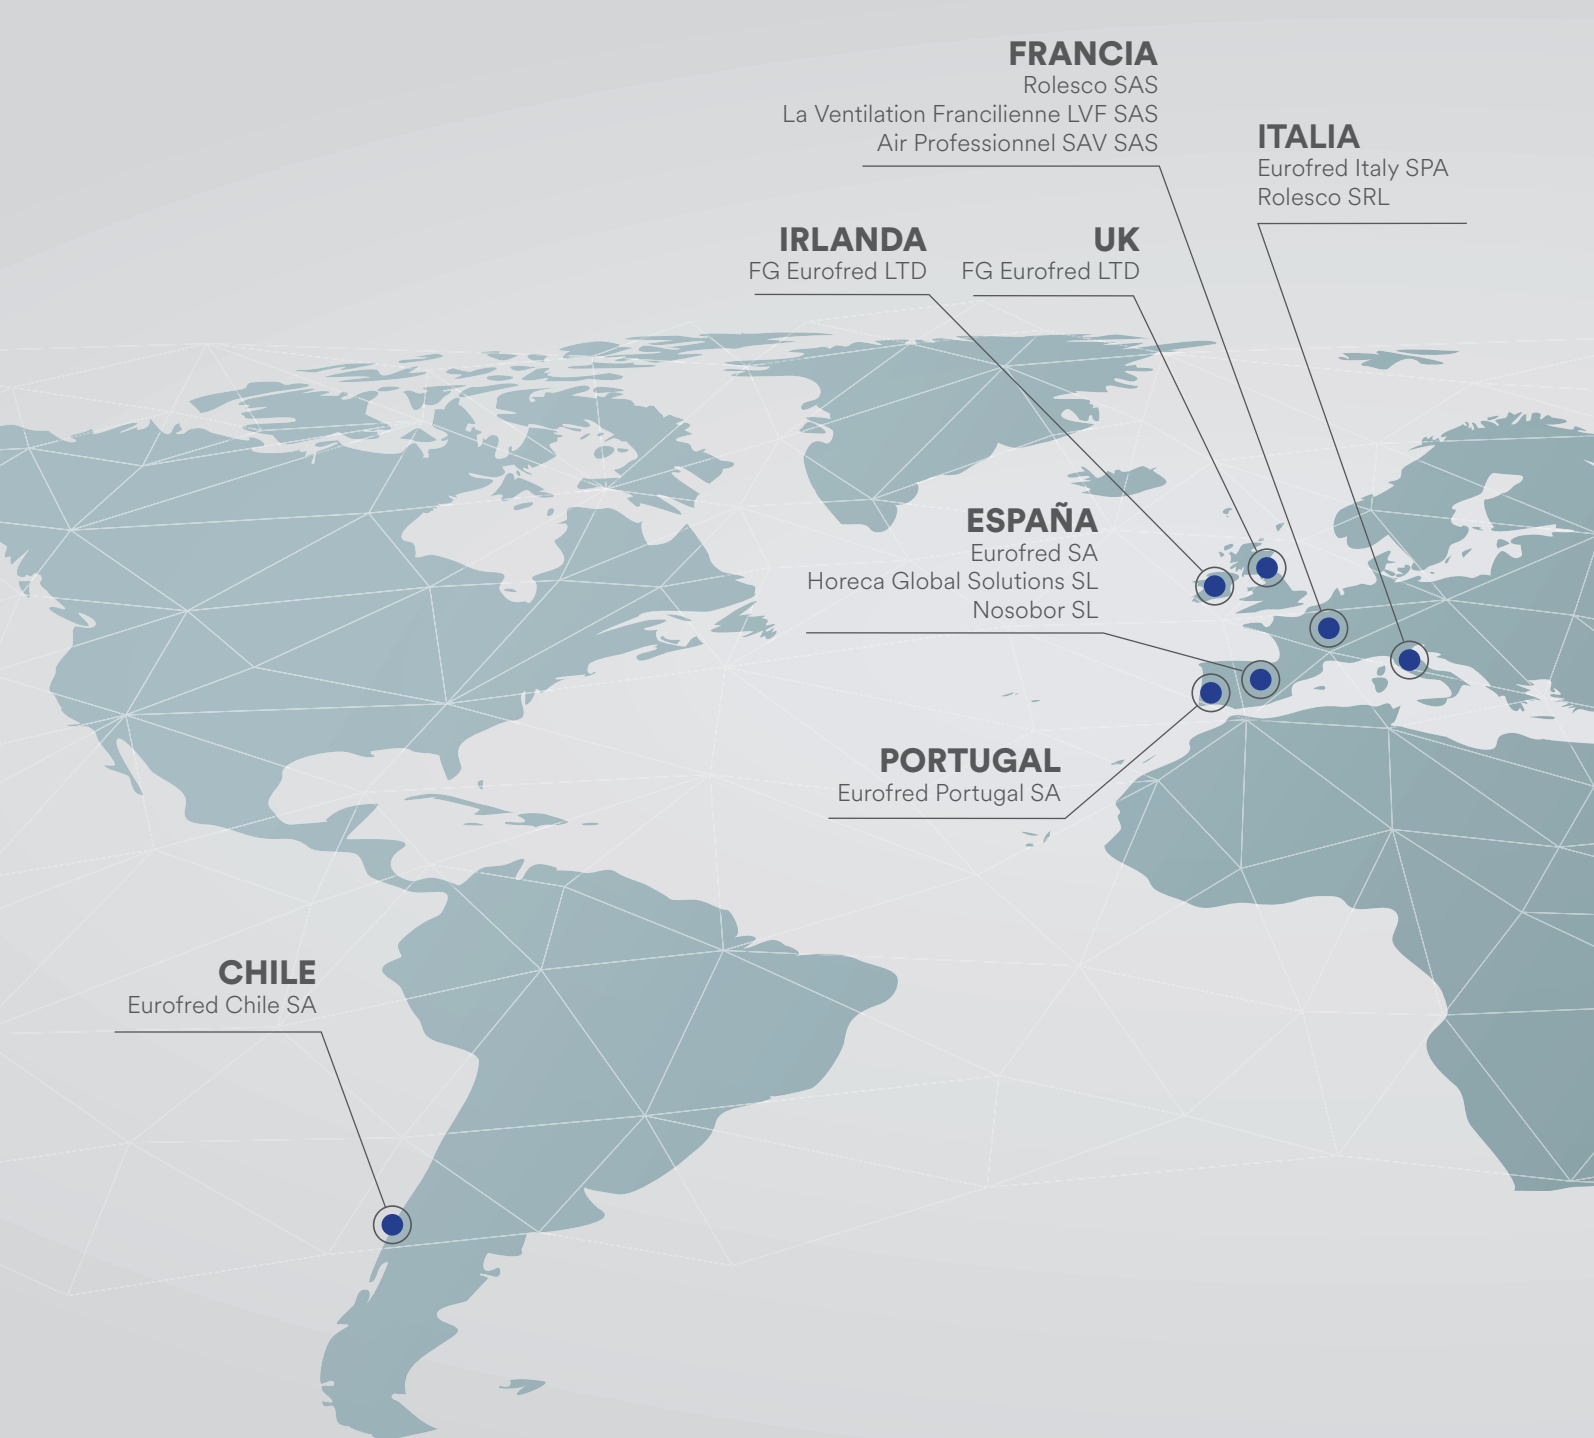 FRANCIA
Rolesco SAS
La Ventilation Francilienne LVF SAS
Air Professionnel SAV SAS
ITALIA
Eurofred Italy SPA
Rolesco SRL
IRLANDA
FG Eurofred LTD
UK
FG Eurofred LTD
ESPAÑA
Eurofred SA
Horeca Global Solutions SL
Nosobor SL
PORTUGAL
Eurofred Portugal SA
CHILE
Eurofred Chile SA